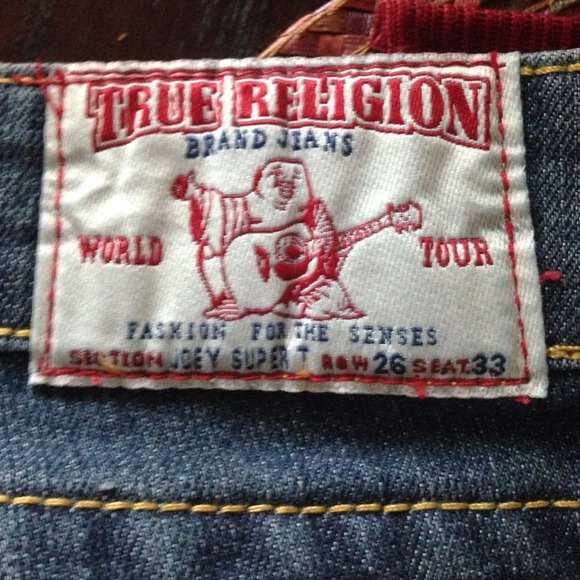 TRUE RELIGION
BRAND JEANS
WORLD TOUR
FASHION FOR THE SENSES
SECTION JOEY SUPER T ROW 26 SEAT 33